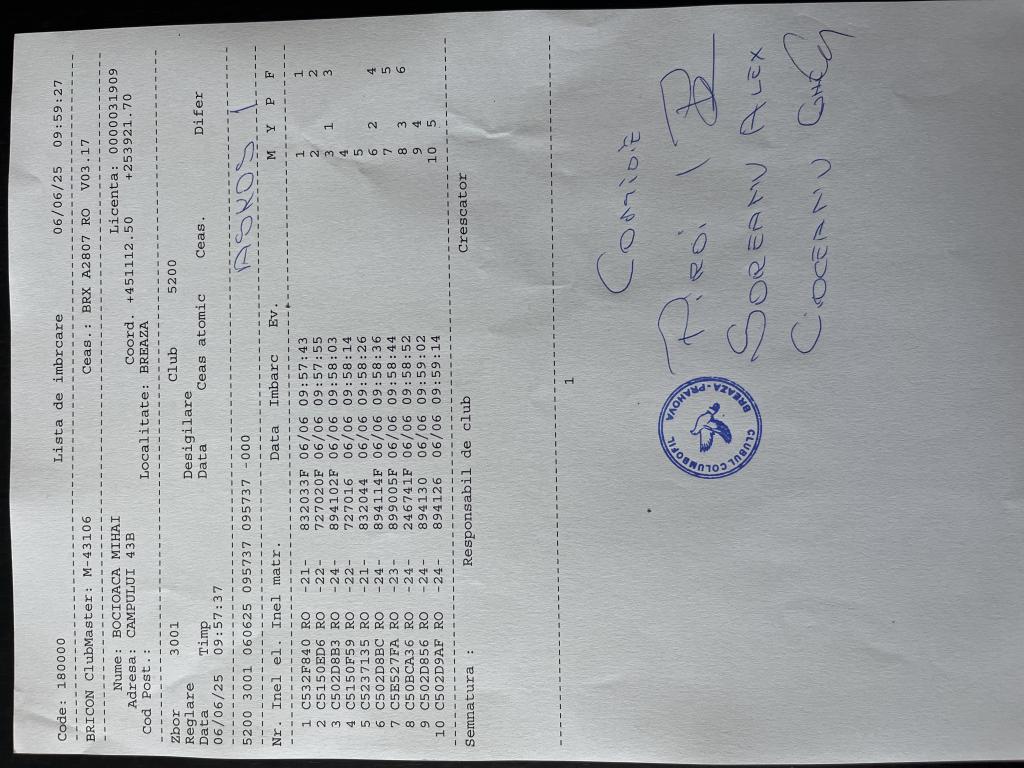 Code: 180000 Lista de imbrcare 06/06/25 09:59:27
BRICON ClubMaster: M-43106 Ceas.: BRX A2807 RO V03.17
Nume: BOCIOACA MIHAI Licenta: 0000031909
Adresa: CAMPULUI 43B Coord. +451112.50 +253921.70
Cod Post.: Localitate: BREAZA
Zbor 3001 Club 5200
Reglare Desigilare
Data Timp Data Ceas atomic Ceas. Difer
06/06/25 09:57:37
5200 3001 060625 095737 095737 -000
Nr. Inel el. Inel matr. Data Imbarc Ev. M Y P F
1 C532F840 RO -21- 832033F 06/06 09:57:43 1 1
2 C5150ED6 RO -22- 727020F 06/06 09:57:55 2 2
3 C502D8B3 RO -24- 894102F 06/06 09:58:03 3 1 3
4 C5150F59 RO -22- 727016 06/06 09:58:14 4
5 C5237135 RO -21- 832044 06/06 09:58:26 5
6 C502D8BC RO -24- 894114F 06/06 09:58:36 6 2 4
7 C5E527FA RO -23- 899005F 06/06 09:58:44 7 5
8 C50BCA36 RO -24- 246741F 06/06 09:58:52 8 3 6
9 C502D856 RO -24- 894130 06/06 09:59:02 9 4
10 C502D9AF RO -24- 894126 06/06 09:59:14 10 5
Semnatura : Responsabil de club Crescator
1
CLUBUL COLUMBOFIL
BREAZA-PRAHOVA
SOREANU ALEX